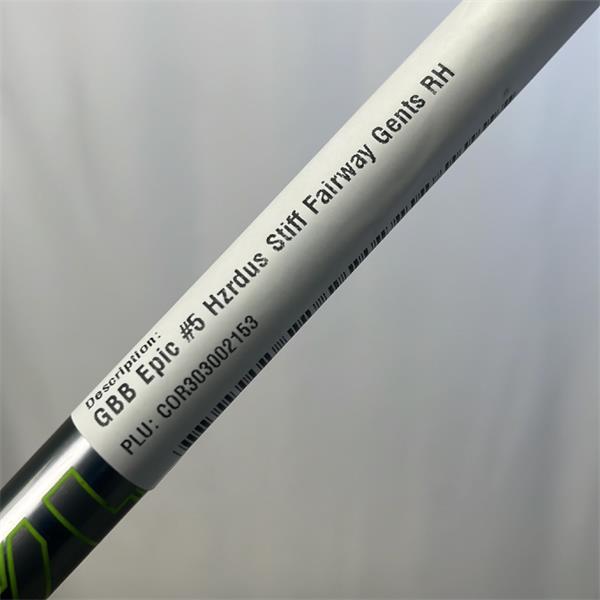 Description:
GBB Epic #5 Hzrdus Stiff Fairway Gents RH
PLU: COR303002153